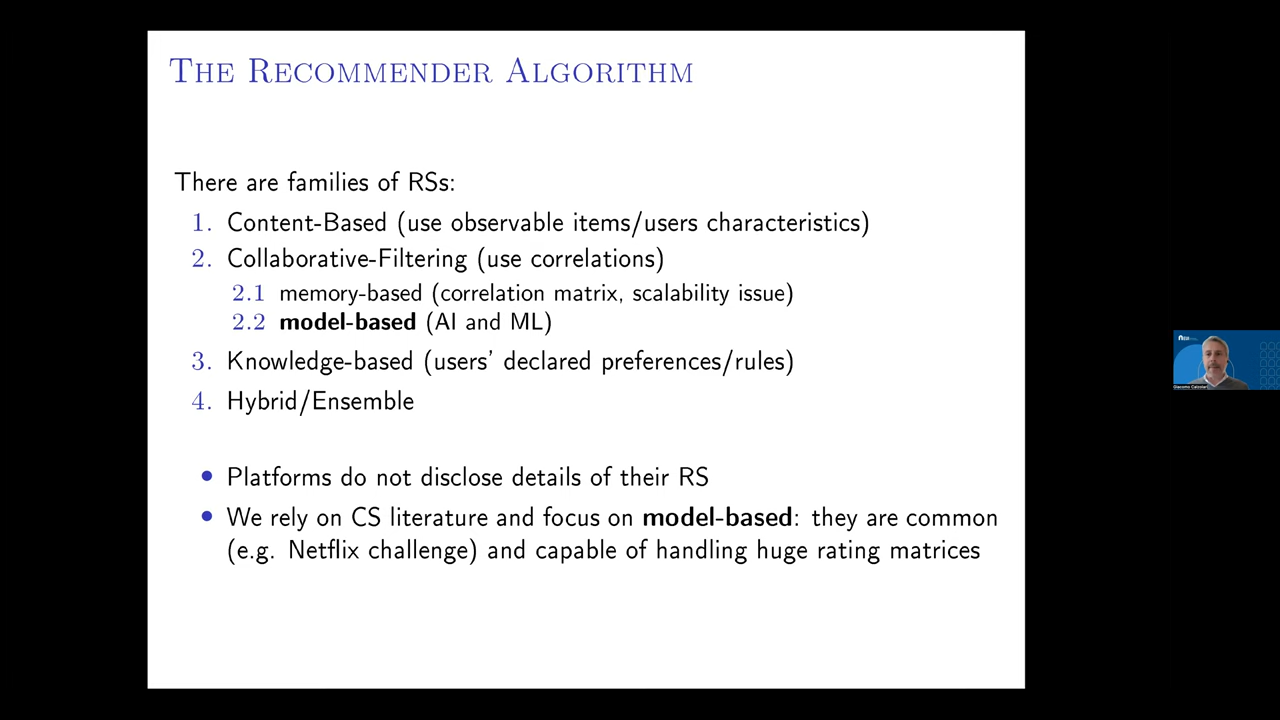 THE RECOMMENDER ALGORITHM
There are families of RSs:
1. Content-Based (use observable items/users characteristics)
2. Collaborative-Filtering (use correlations)
2.1 memory-based (correlation matrix, scalability issue)
2.2 model-based (AI and ML)
3. Knowledge-based (users' declared preferences/rules)
4. Hybrid/Ensemble
• Platforms do not disclose details of their RS
• We rely on CS literature and focus on model-based: they are common
(e.g. Netflix challenge) and capable of handling huge rating matrices
Giacomo Calzolari